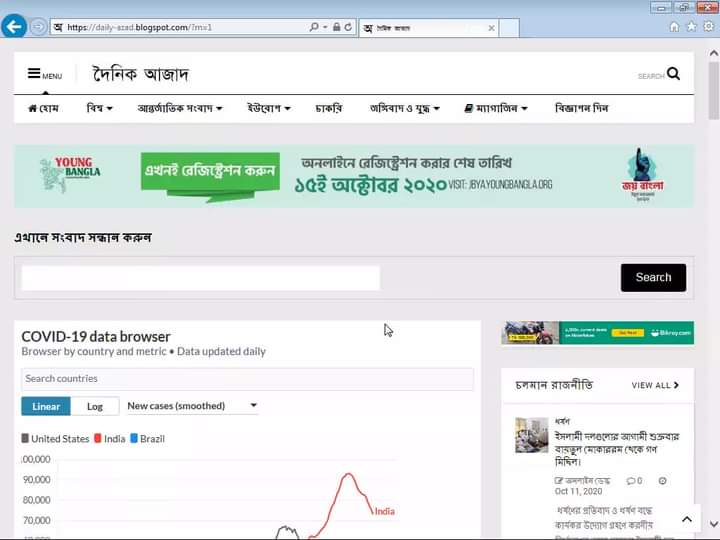 https://daily-azad.blogspot.com/?m=1
দৈনিক আজাদ
MENU
দৈনিক আজাদ
SEARCH
হোম বিশ্ব আন্তর্জাতিক সংবাদ ইউরোপ চাকরি জঙ্গিবাদ ও যুদ্ধ ম্যাগাজিন বিজ্ঞাপন দিন
YOUNG
BANGLA
এখনই রেজিস্ট্রেশন করুন
অনলাইনে রেজিস্ট্রেশন করার শেষ তারিখ
১৫ই অক্টোবর ২০২০ VISIT: JBYA.YOUNGBANGLA.ORG
জয় বাংলা
এখানে সংবাদ সন্ধান করুন
Search
COVID-19 data browser
Browser by country and metric • Data updated daily
Search countries
Linear Log New cases (smoothed)
United States India Brazil
00,000
90,000
80,000
70,000
India
Bikroy.com
চলমান রাজনীতি VIEW ALL
ধর্ষণ
ইসলামী দলগুলোর আগামী শুক্রবার
বায়তুল মোকাররম থেকে গণ
মিছিল।
অনলাইন ডেস্ক 0
Oct 11, 2020
ধর্ষণের প্রতিবাদ ও ধর্ষণ বন্ধে
কার্যকর উদ্যোগ গ্রহণে করণীয়